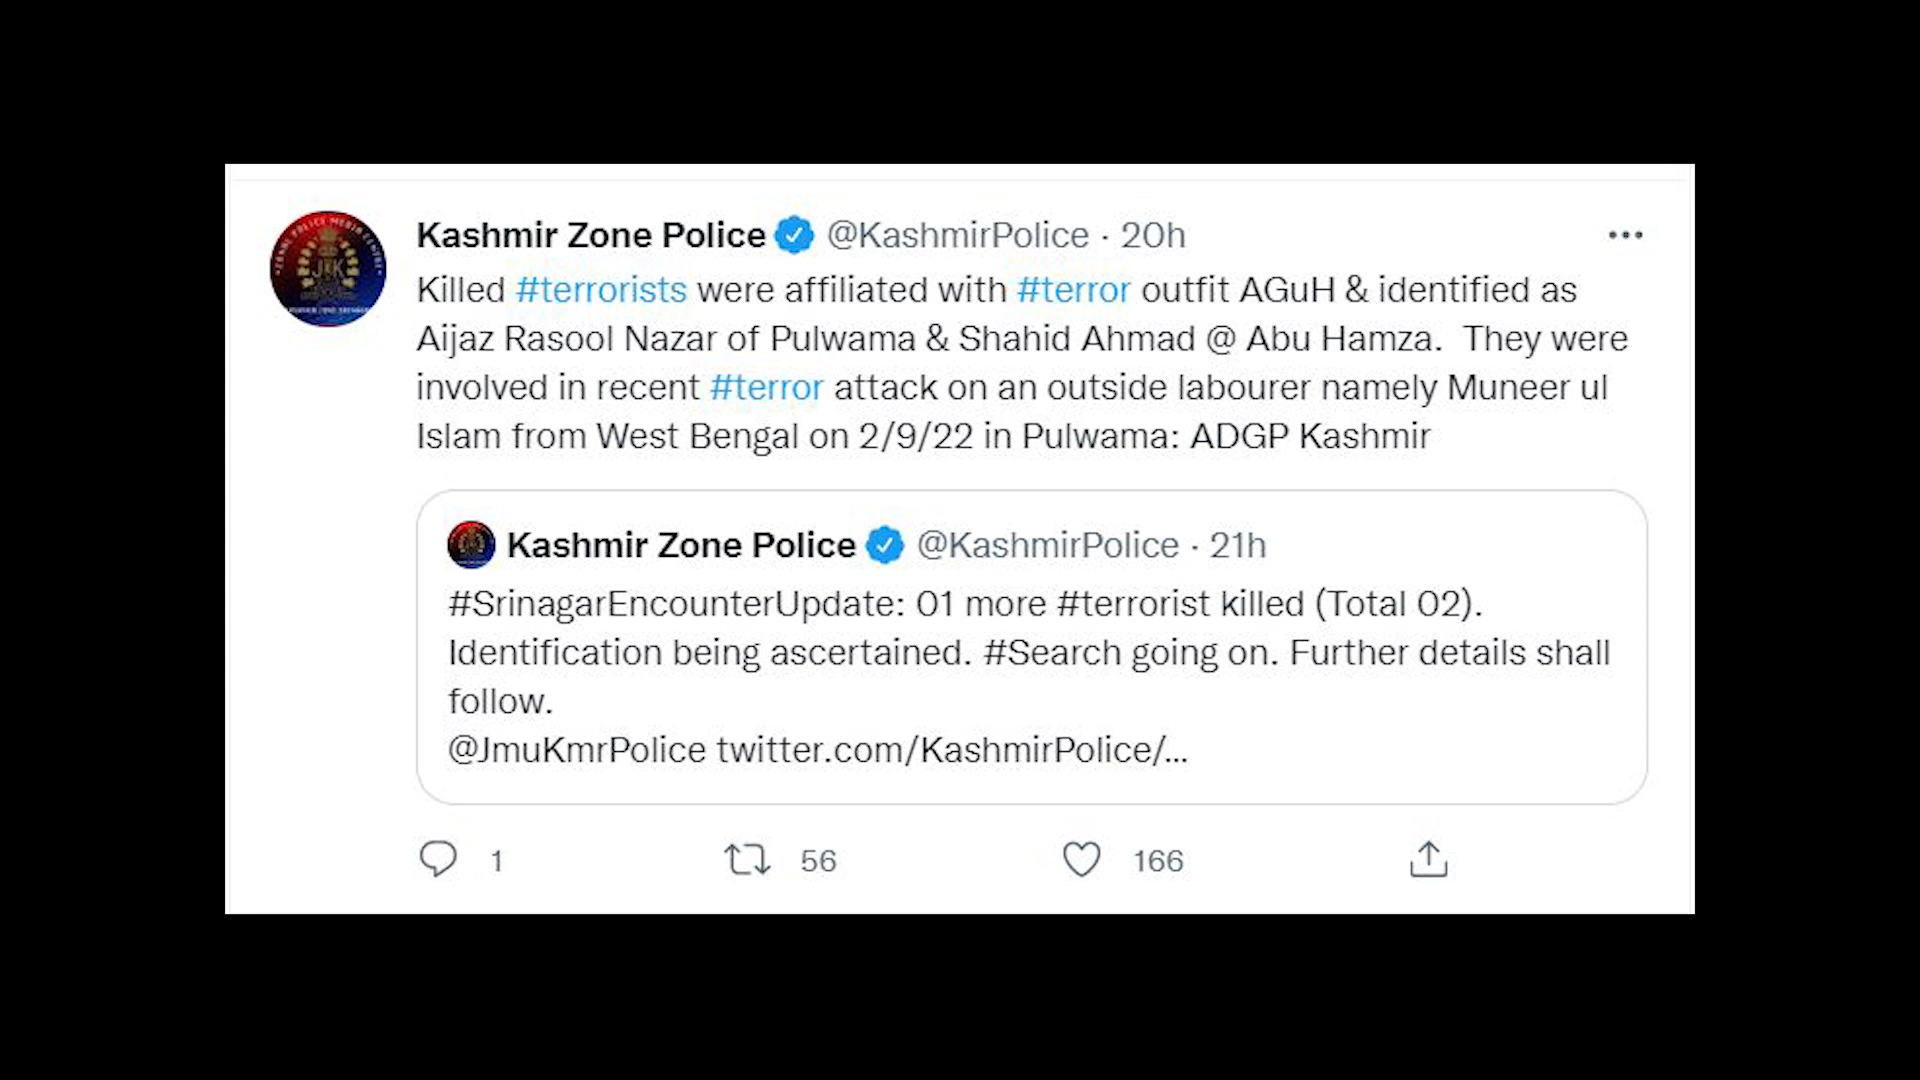 Kashmir Zone Police @KashmirPolice · 20h
Killed #terrorists were affiliated with #terror outfit AGuH & identified as
Aijaz Rasool Nazar of Pulwama & Shahid Ahmad @ Abu Hamza. They were
involved in recent #terror attack on an outside labourer namely Muneer ul
Islam from West Bengal on 2/9/22 in Pulwama: ADGP Kashmir
Kashmir Zone Police @KashmirPolice · 21h
#SrinagarEncounterUpdate: 01 more #terrorist killed (Total 02).
Identification being ascertained. #Search going on. Further details shall
follow.
@JmuKmrPolice twitter.com/KashmirPolice/...
1 56 166